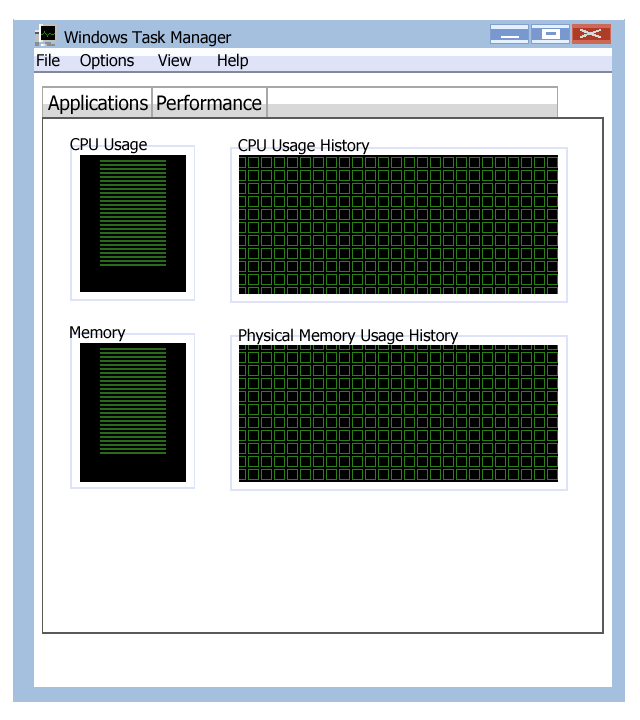 Windows Task Manager
File Options View Help
Applications Performance
CPU Usage CPU Usage History
Memory Physical Memory Usage History